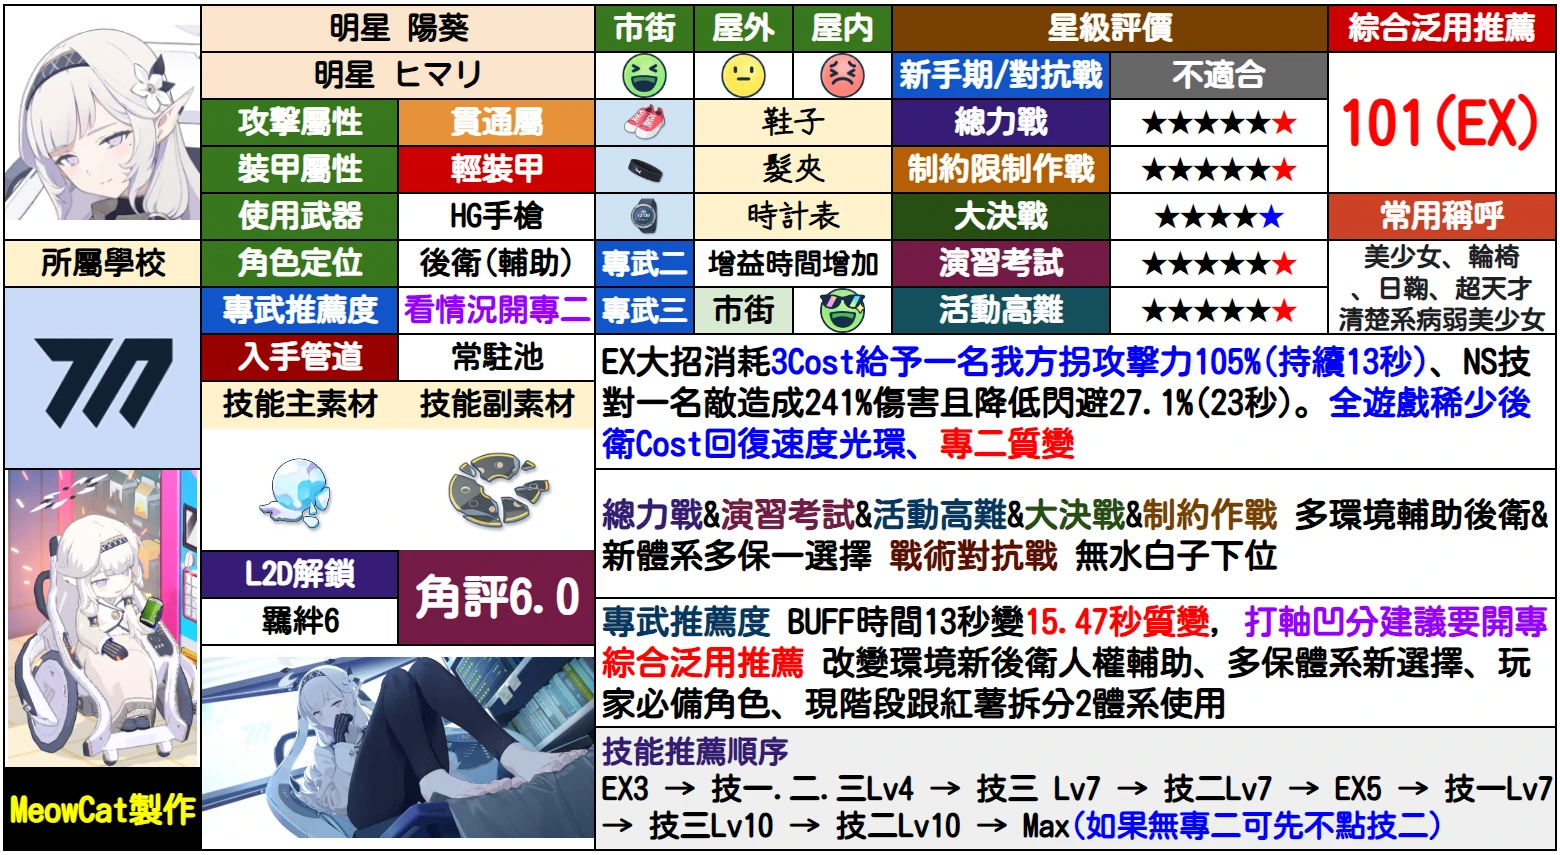 明星 陽葵
市街 屋外 屋內
星級評價
綜合泛用推薦
明星 ヒマリ
新手期/對抗戰 不適合
101(EX)
攻擊屬性 貫通屬
鞋子
總力戰 ★★★★★★
裝甲屬性 輕裝甲
髮夾
制約限制作戰 ★★★★★★
使用武器 HG手槍
時計表
大決戰 ★★★★★
常用稱呼
所屬學校
角色定位 後衛(輔助)
專武二 增益時間增加
演習考試 ★★★★★★
美少女、輪椅
、日鞠、超天才
清楚系病弱美少女
專武推薦度 看情況開專二
專武三 市街
活動高難 ★★★★★★
入手管道 常駐池
EX大招消耗3Cost給予一名我方拐攻擊力105%(持續13秒)、NS技
對一名敵造成241%傷害且降低閃避27.1%(23秒)。全遊戲稀少後
衛Cost回復速度光環、專二質變
技能主素材 技能副素材
總力戰&演習考試&活動高難&大決戰&制約作戰 多環境輔助後衛&
新體系多保一選擇 戰術對抗戰 無水白子下位
L2D解鎖
羈絆6
角評6.0
專武推薦度 BUFF時間13秒變15.47秒質變, 打軸凹分建議要開專
綜合泛用推薦 改變環境新後衛人權輔助、多保體系新選擇、玩
家必備角色、現階段跟紅薯拆分2體系使用
技能推薦順序
EX3 → 技一.二.三Lv4 → 技三 Lv7 → 技二Lv7 → EX5 → 技一Lv7
→ 技三Lv10 → 技二Lv10 → Max(如果無專二可先不點技二)
MeowCat製作